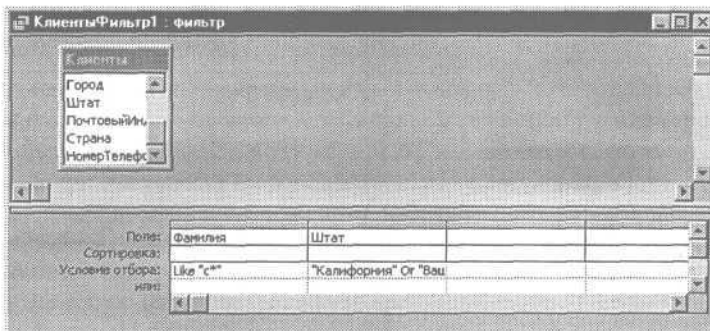 КлиентыФильтр1 : фильтр
Клиенты
Город
Штат
ПочтовыйИн
Страна
НомерТелефо
Поле: Фамилия Штат
Сортировка:
Условие отбора: Like "с*" "Калифорния" Or "Ваш
или: